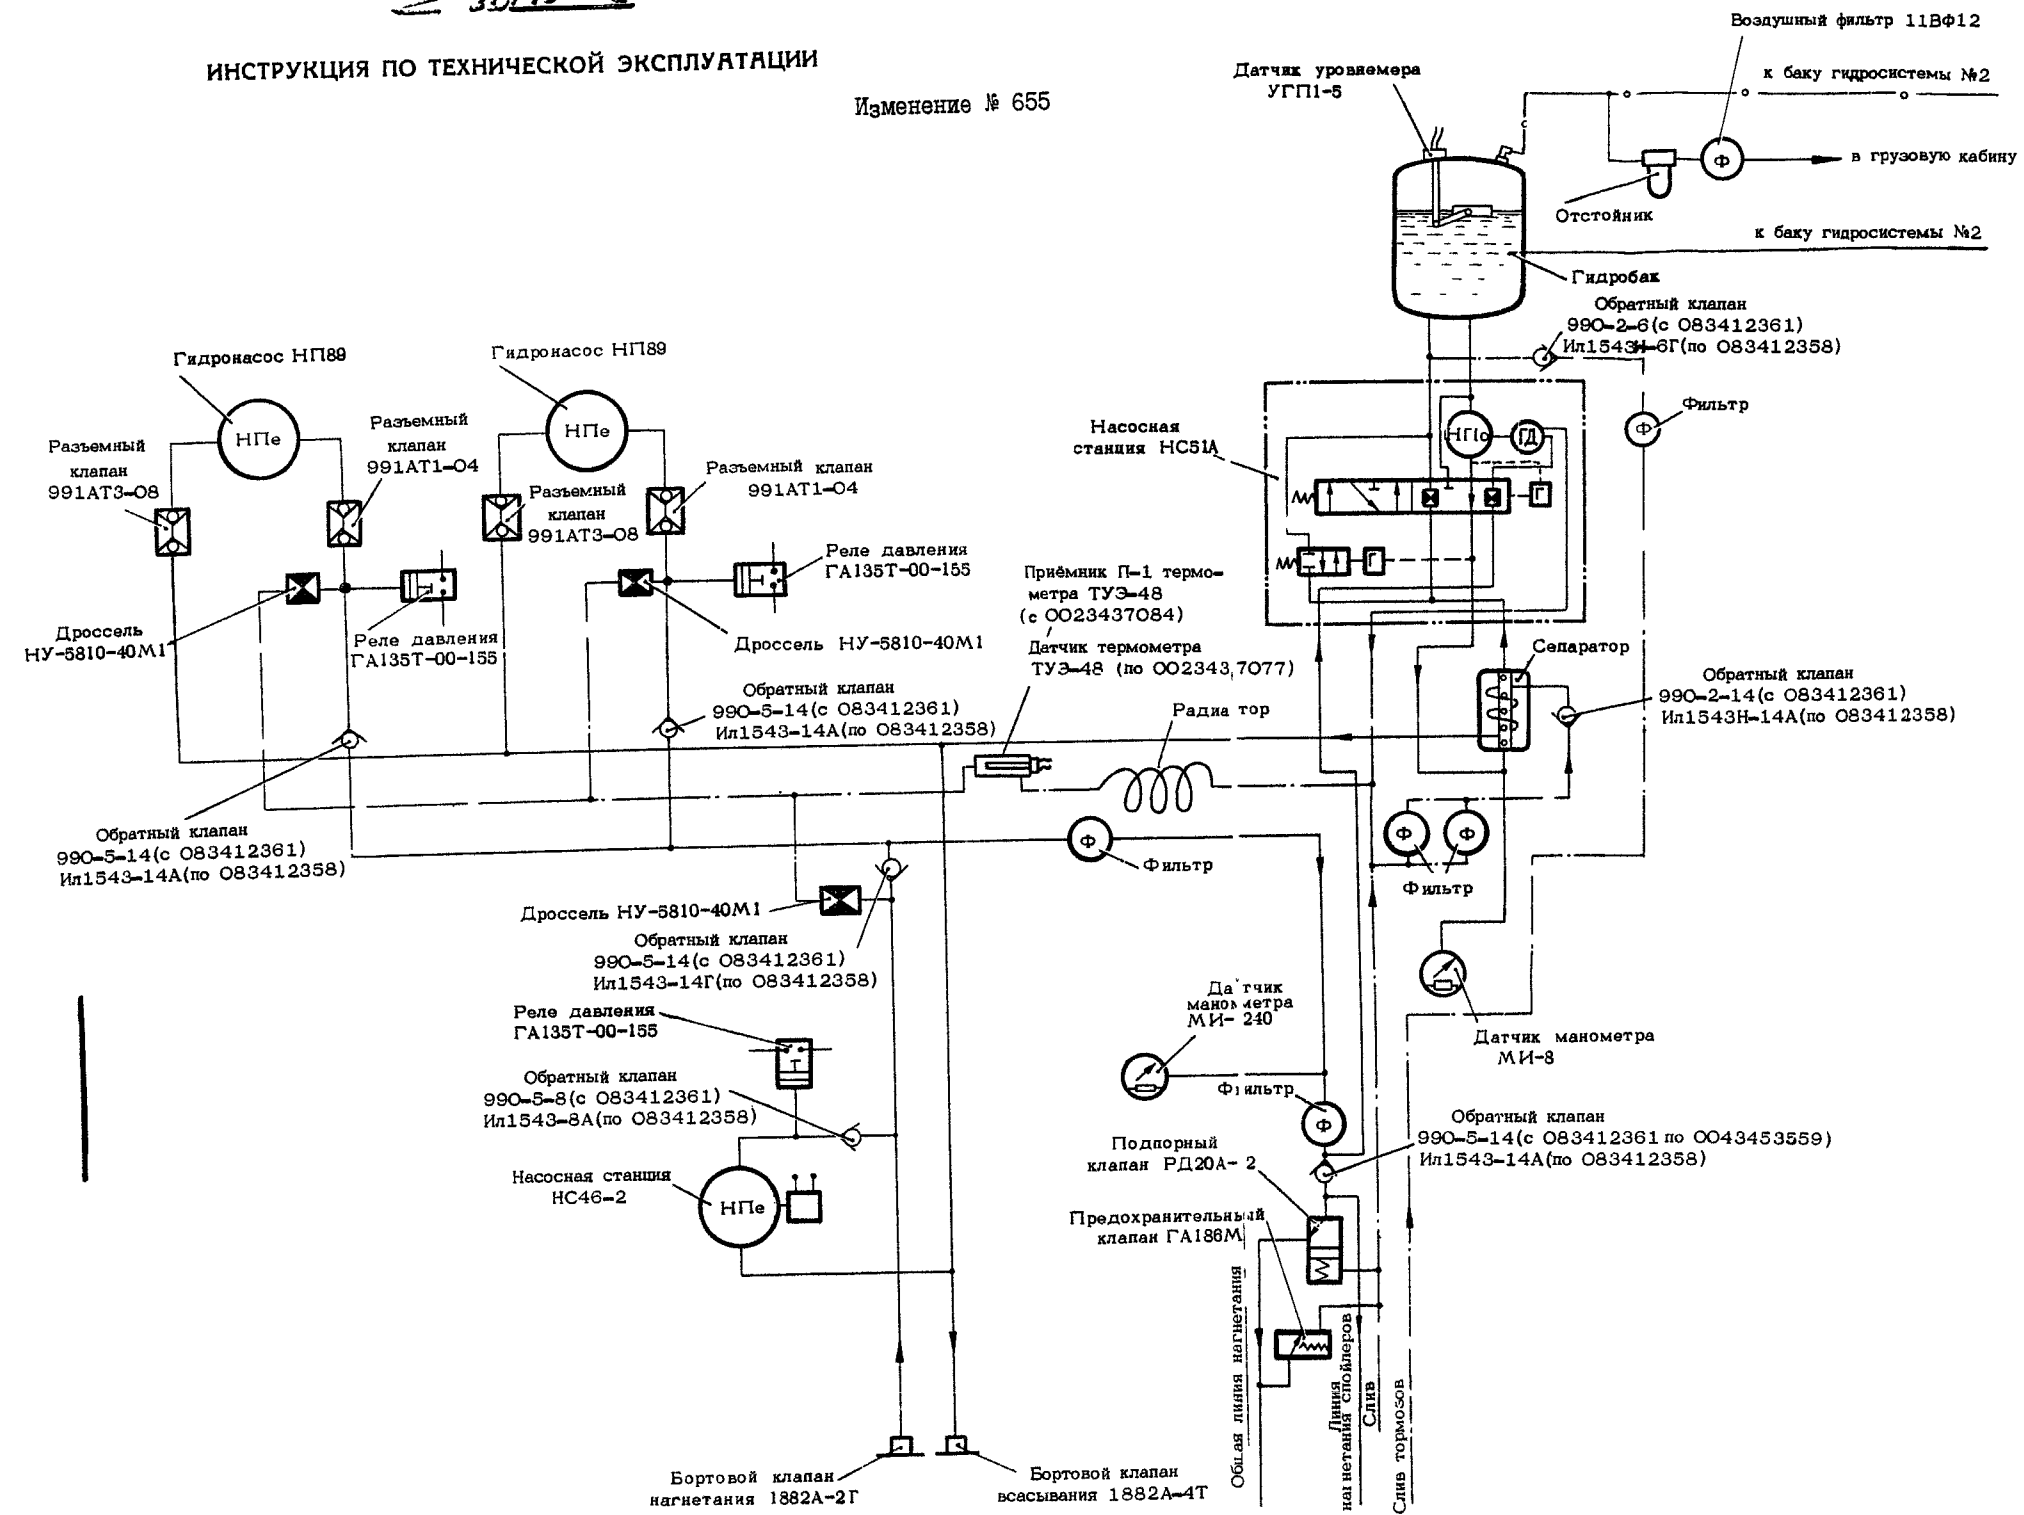 ИНСТРУКЦИЯ ПО ТЕХНИЧЕСКОЙ ЭКСПЛУАТАЦИИ
Изменение № 655
Воздушный фильтр 11ВФ12
Датчик уровнемера
УГП1-5
к баку гидросистемы №2
Ф
в грузовую кабину
Отстойник
к баку гидросистемы №2
Гидробак
Обратный клапан
990-2-6(с 083412361)
Ил1543Н-6Г(по 083412358)
Фильтр
Ф
Насосная
станция НС51А
НПо
ГД
Г
Г
Гидронасос НП89
НПе
Разъемный
клапан
991АТ3-08
Разъемный
клапан
991АТ1-04
Гидронасос НП89
НПе
Разъемный
клапан
991АТ3-08
Разъемный клапан
991АТ1-04
Реле давления
ГА135Т-00-155
Дроссель
НУ-5810-40М1
Реле давления
ГА135Т-00-155
Дроссель НУ-5810-40М1
Обратный клапан
990-5-14(с 083412361)
Ил1543-14А(по 083412358)
Приёмник П-1 термо-
метра ТУЭ-48
(с 0023437084)
Датчик термометра
ТУЭ-48 (по 0023437077)
Радиатор
Сепаратор
Обратный клапан
990-2-14(с 083412361)
Ил1543Н-14А(по 083412358)
Обратный клапан
990-5-14(с 083412361)
Ил1543-14А(по 083412358)
Ф
Фильтр
Ф
Ф
Фильтр
Дроссель НУ-5810-40М1
Обратный клапан
990-5-14(с 083412361)
Ил1543-14Г(по 083412358)
Реле давления
ГА135Т-00-155
Обратный клапан
990-5-8(с 083412361)
Ил1543-8А(по 083412358)
Насосная станция
НС46-2
НПе
Датчик
манометра
МИ-240
Датчик манометра
МИ-8
Фильтр
Ф
Подпорный
клапан РД20А-2
Обратный клапан
990-5-14(с 083412361 по 0043453559)
Ил1543-14А(по 083412358)
Предохранительный
клапан ГА186М
Общая линия нагнетания
Линия
нагнетания спойлеров
Слив
Слив тормозов
Бортовой клапан
нагнетания 1882А-2Г
Бортовой клапан
всасывания 1882А-4Т